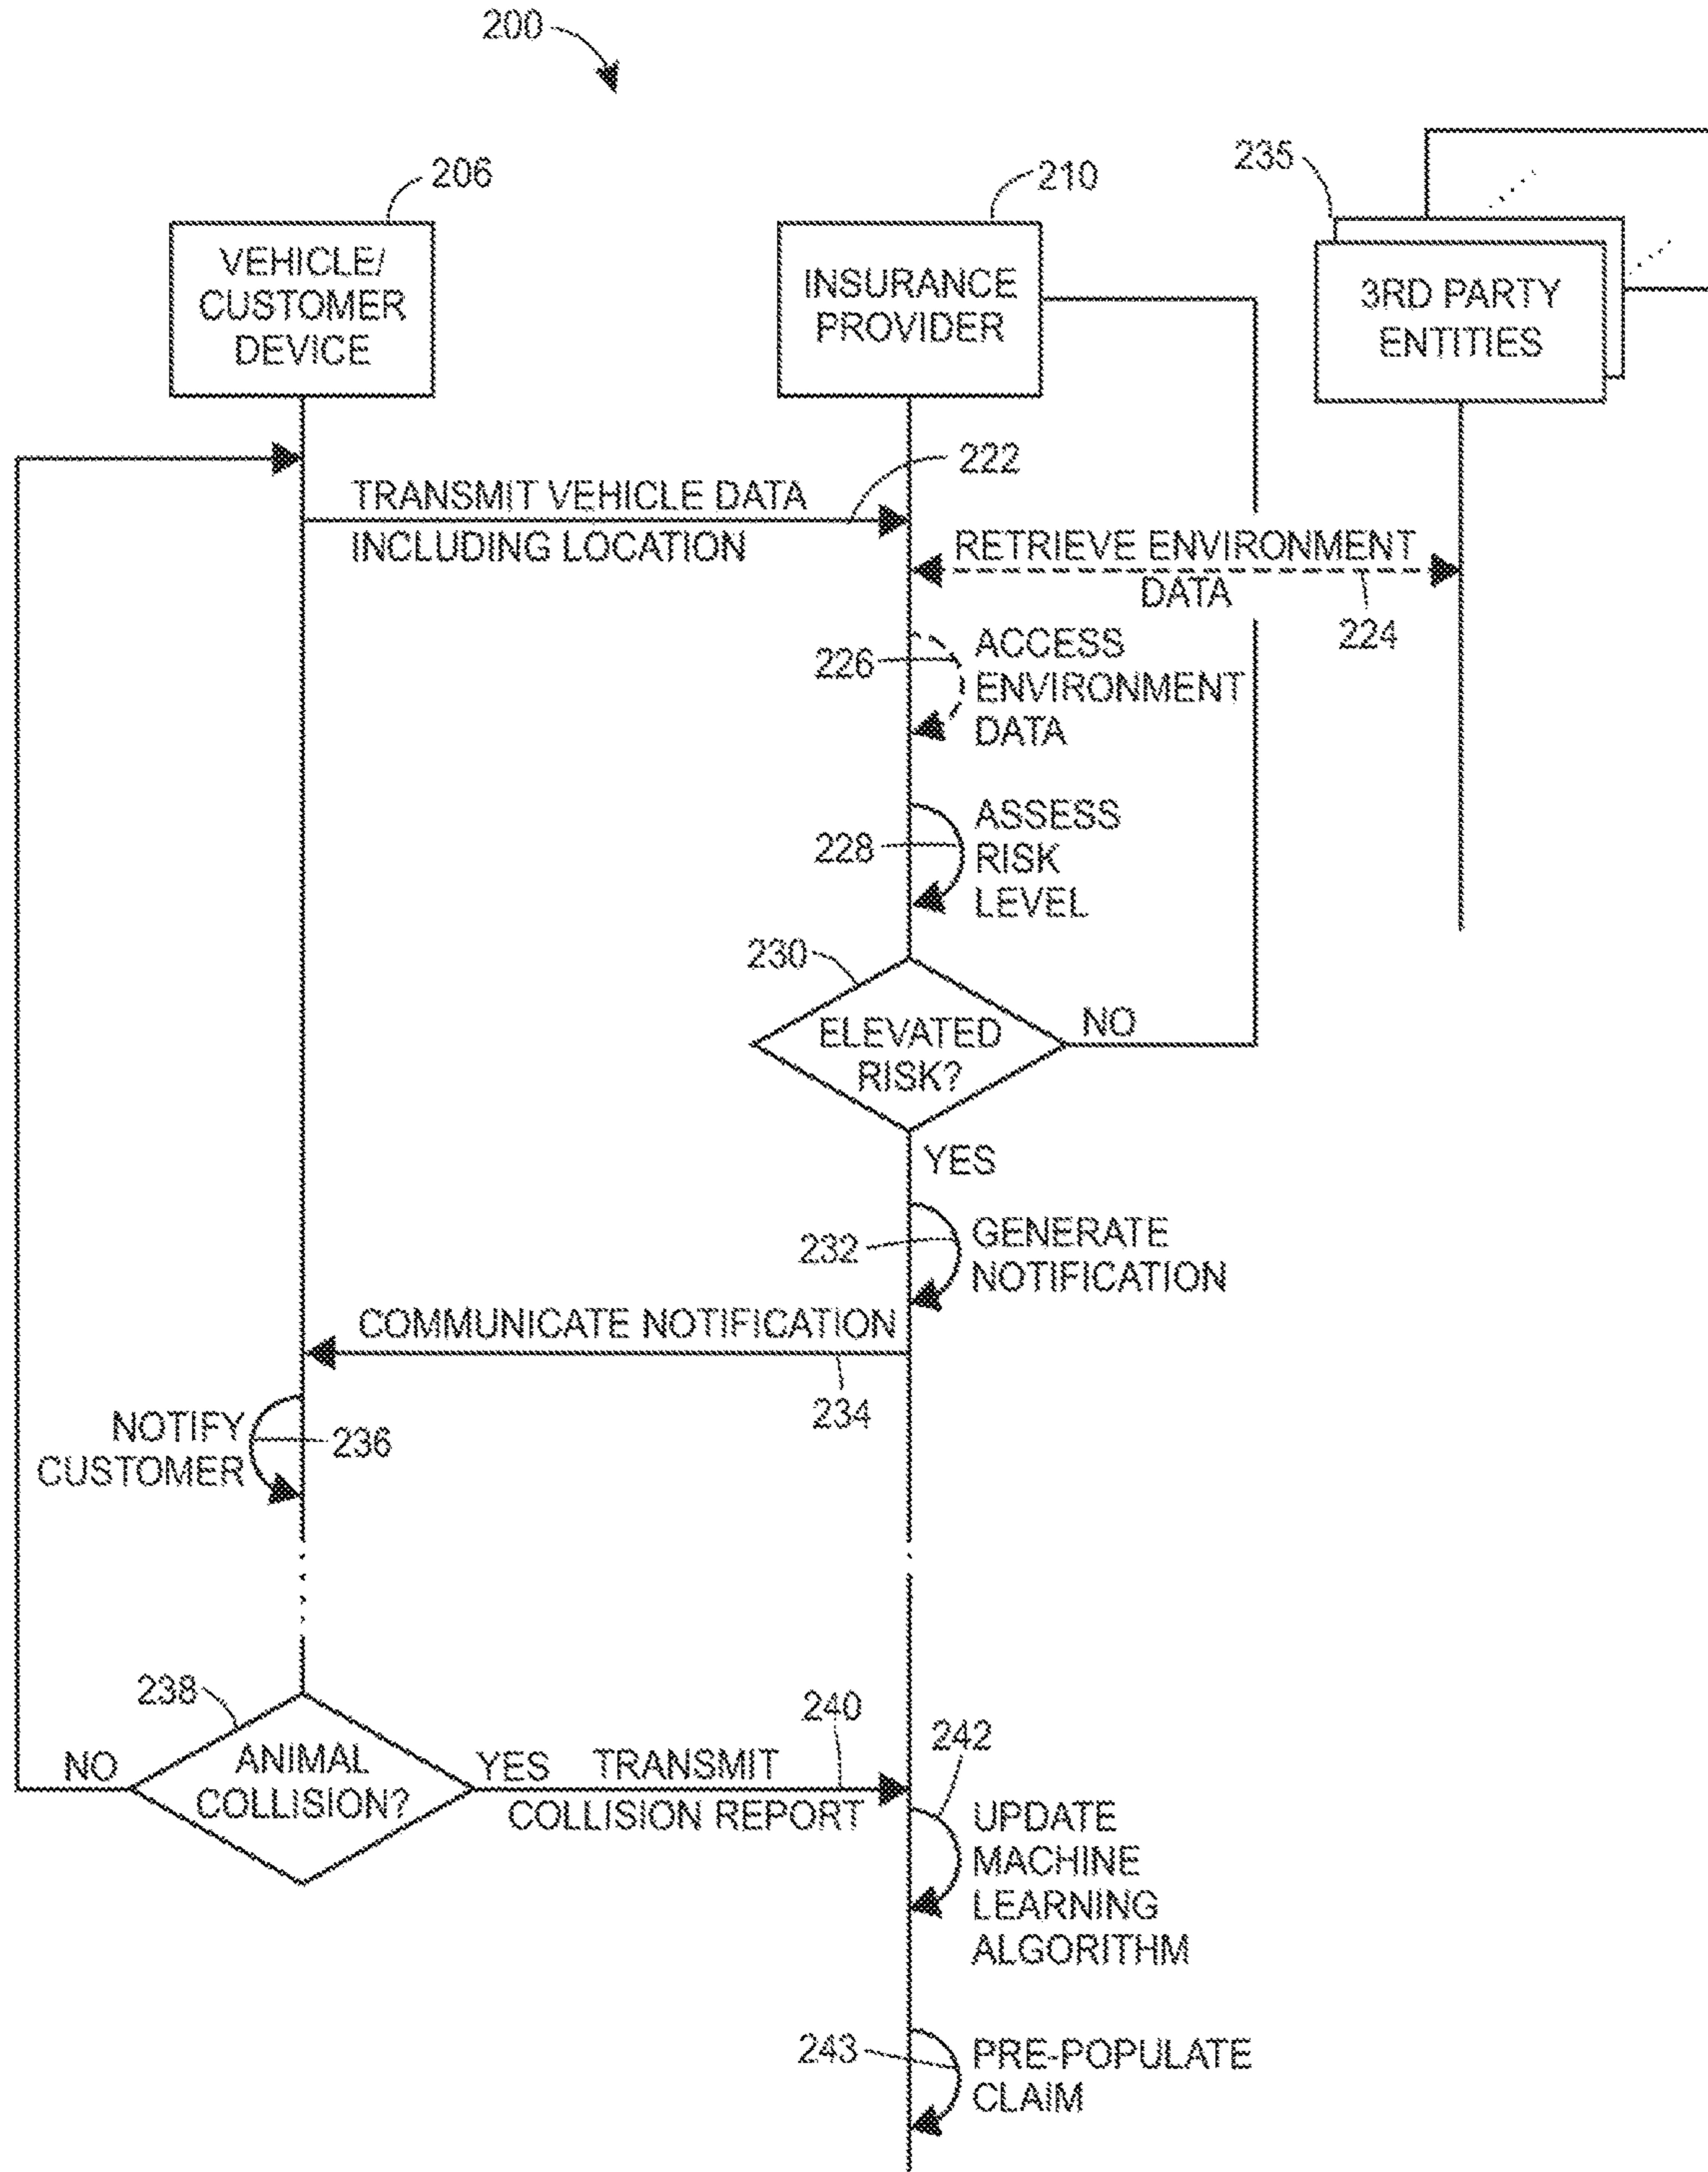 200
206
210
235
VEHICLE/
CUSTOMER
DEVICE
INSURANCE
PROVIDER
3RD PARTY
ENTITIES
222
TRANSMIT VEHICLE DATA
INCLUDING LOCATION
RETRIEVE ENVIRONMENT
DATA
224
226
ACCESS
ENVIRONMENT
DATA
228
ASSESS
RISK
LEVEL
230
ELEVATED
RISK?
NO
YES
232
GENERATE
NOTIFICATION
COMMUNICATE NOTIFICATION
234
NOTIFY
CUSTOMER
236
238
ANIMAL
COLLISION?
NO
YES TRANSMIT
COLLISION REPORT
240
242
UPDATE
MACHINE
LEARNING
ALGORITHM
243
PRE-POPULATE
CLAIM